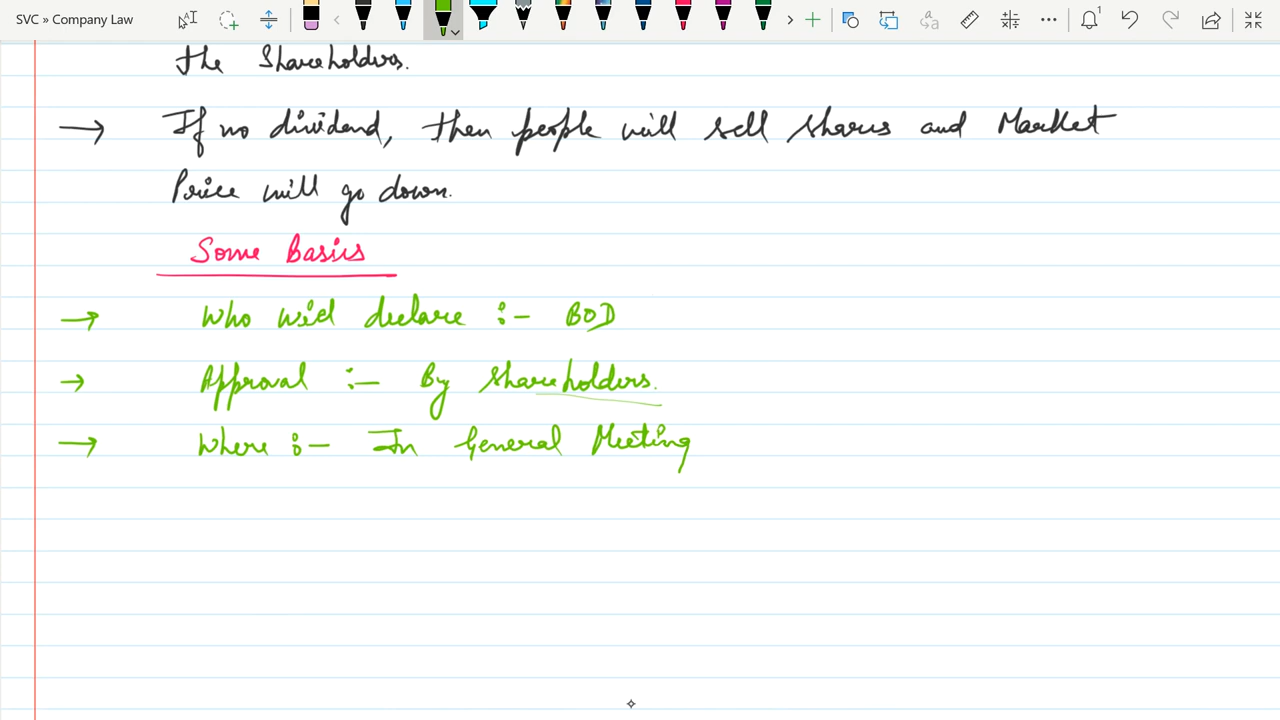 SVC » Company Law
the Shareholders.
→ If no dividend, then people will sell shares and Market
Price will go down.
Some Basics
→ Who will declare :- BOD
→ Approval :- By Shareholders.
→ Where :- In General Meeting